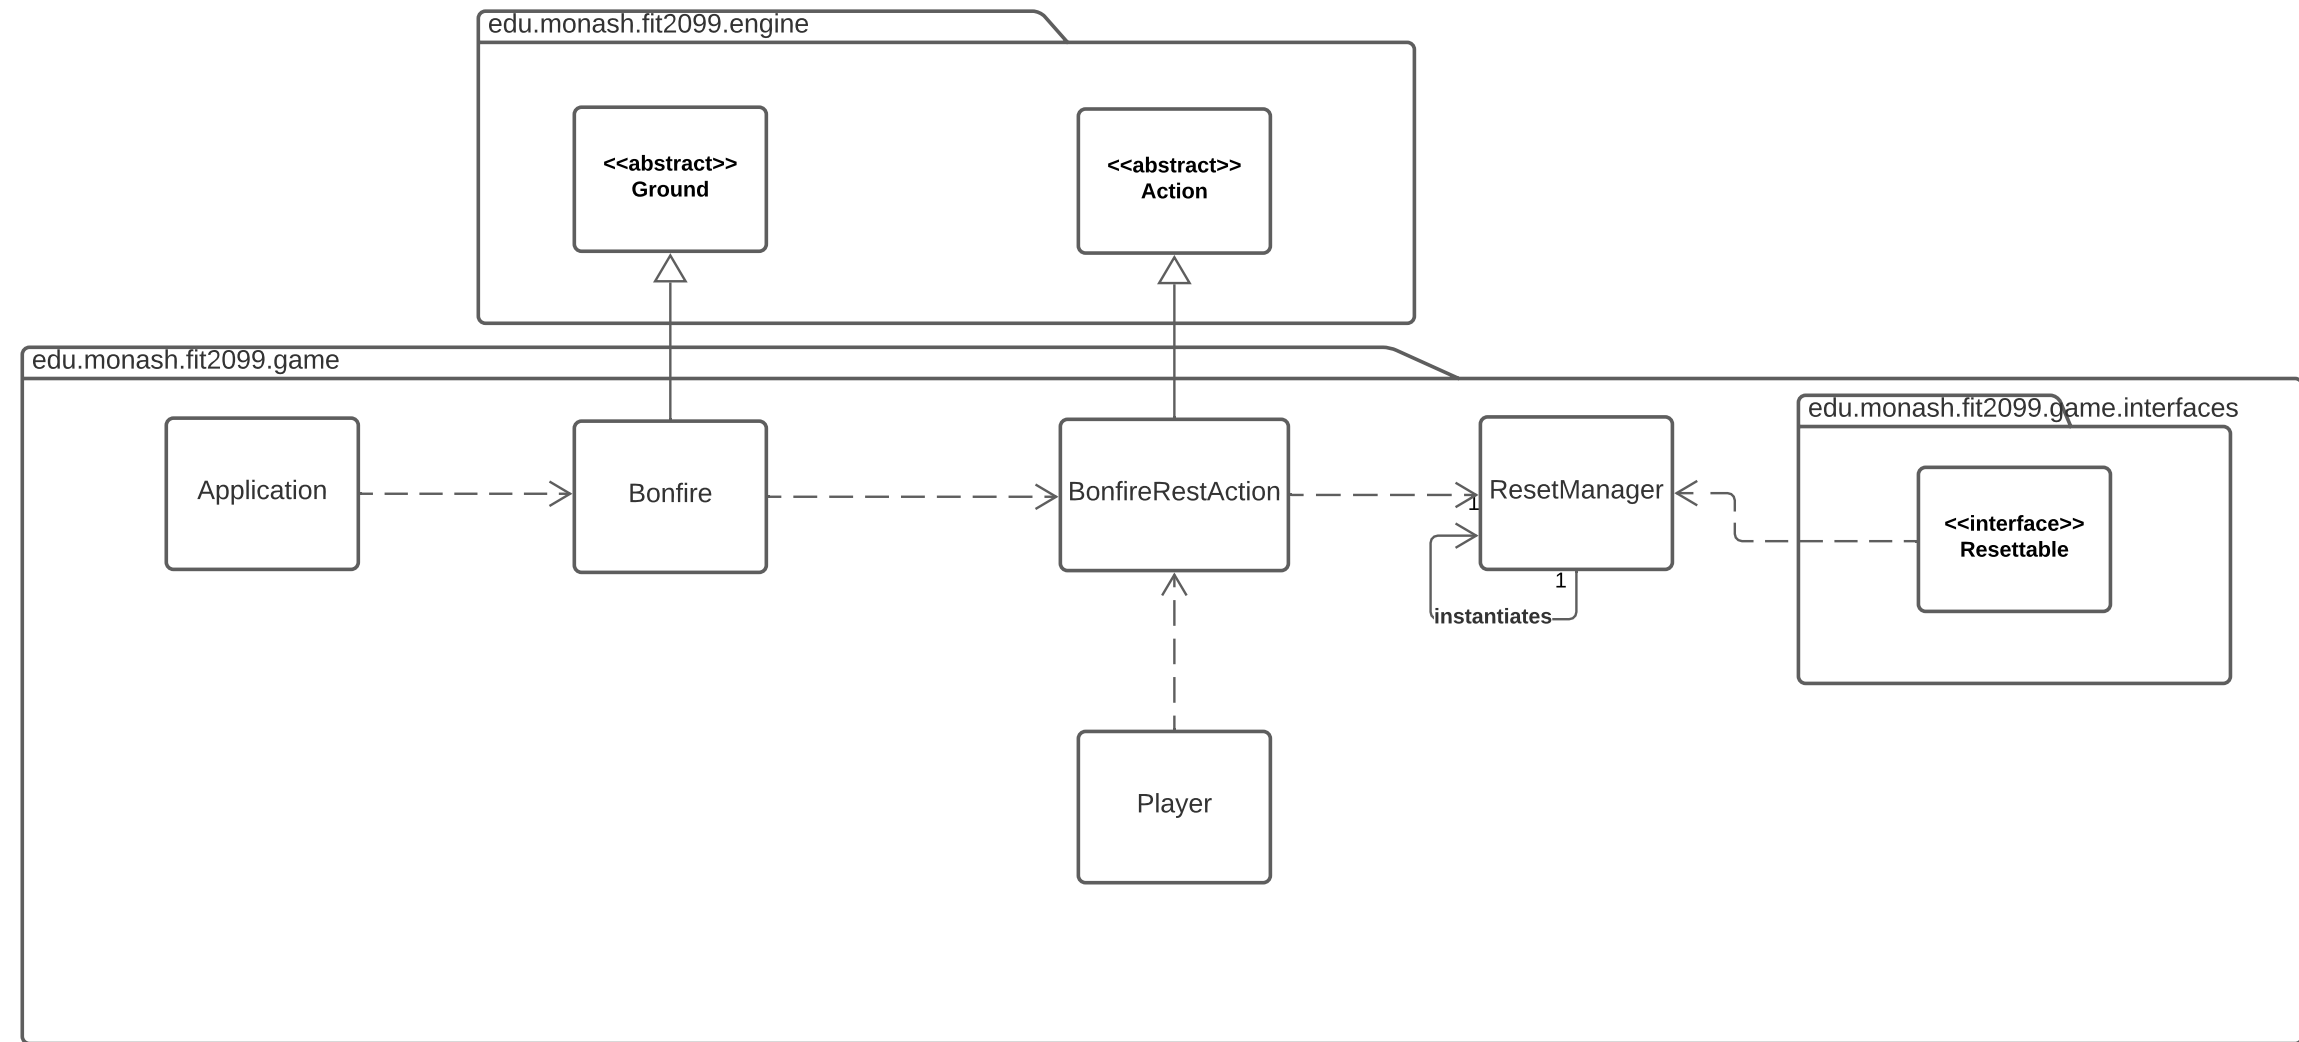 edu.monash.fit2099.engine
<<abstract>>
Ground
<<abstract>>
Action
edu.monash.fit2099.game
edu.monash.fit2099.game.interfaces
Application
Bonfire
BonfireRestAction
ResetManager
1
<<interface>>
Resettable
1
instantiates
Player